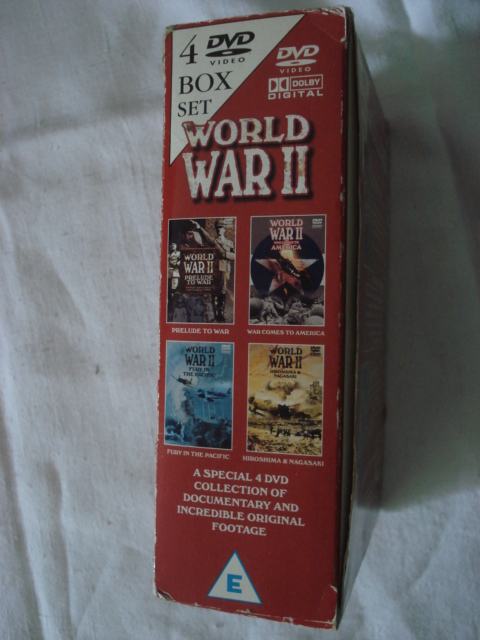 4 DVD
VIDEO
BOX
SET
DVD
VIDEO
DOLBY
DIGITAL
WORLD
WAR II
WORLD
WAR II
PRELUDE
TO WAR
PRELUDE TO WAR
WORLD
WAR II
AMERICA
WAR COMES TO AMERICA
WORLD
WAR II
FURY IN
THE PACIFIC
FURY IN THE PACIFIC
WORLD
WAR II
HIROSHIMA &
NAGASAKI
HIROSHIMA & NAGASAKI
A SPECIAL 4 DVD
COLLECTION OF
DOCUMENTARY AND
INCREDIBLE ORIGINAL
FOOTAGE
E